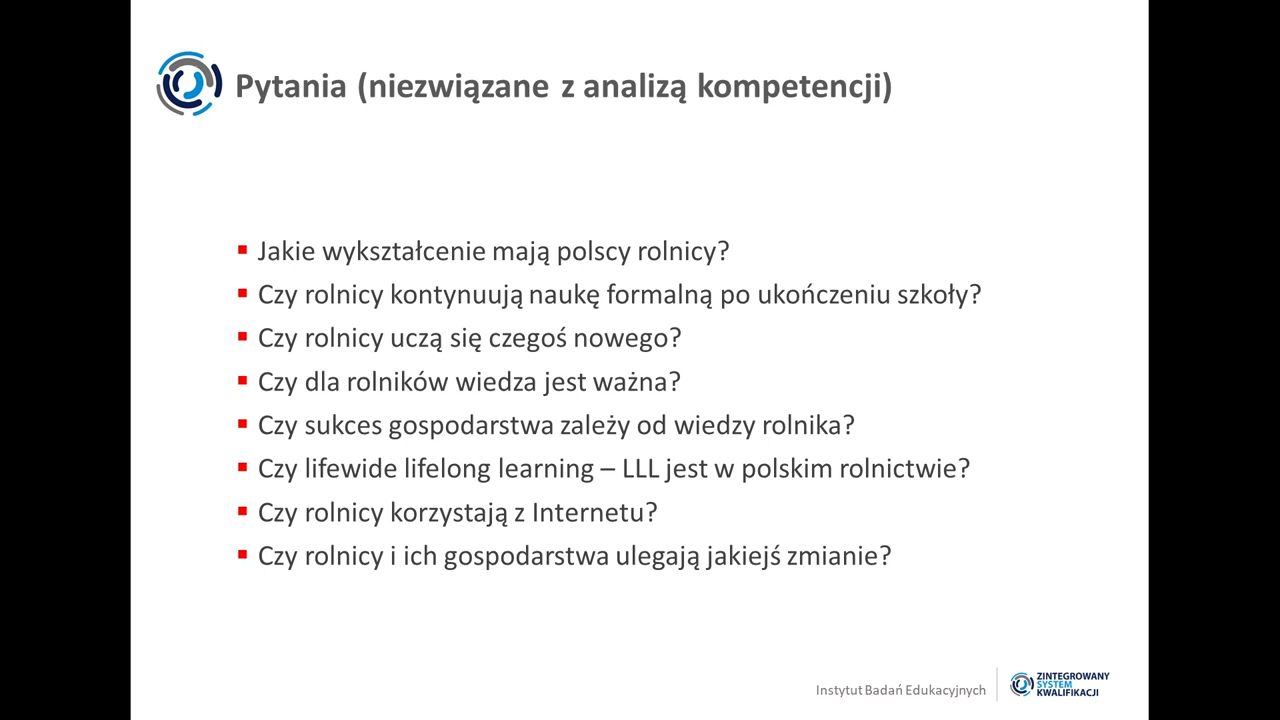 Pytania (niezwiązane z analizą kompetencji)
Jakie wykształcenie mają polscy rolnicy?
Czy rolnicy kontynuują naukę formalną po ukończeniu szkoły?
Czy rolnicy uczą się czegoś nowego?
Czy dla rolników wiedza jest ważna?
Czy sukces gospodarstwa zależy od wiedzy rolnika?
Czy lifewide lifelong learning – LLL jest w polskim rolnictwie?
Czy rolnicy korzystają z Internetu?
Czy rolnicy i ich gospodarstwa ulegają jakiejś zmianie?
Instytut Badań Edukacyjnych
ZINTEGROWANY
SYSTEM
KWALIFIKACJI